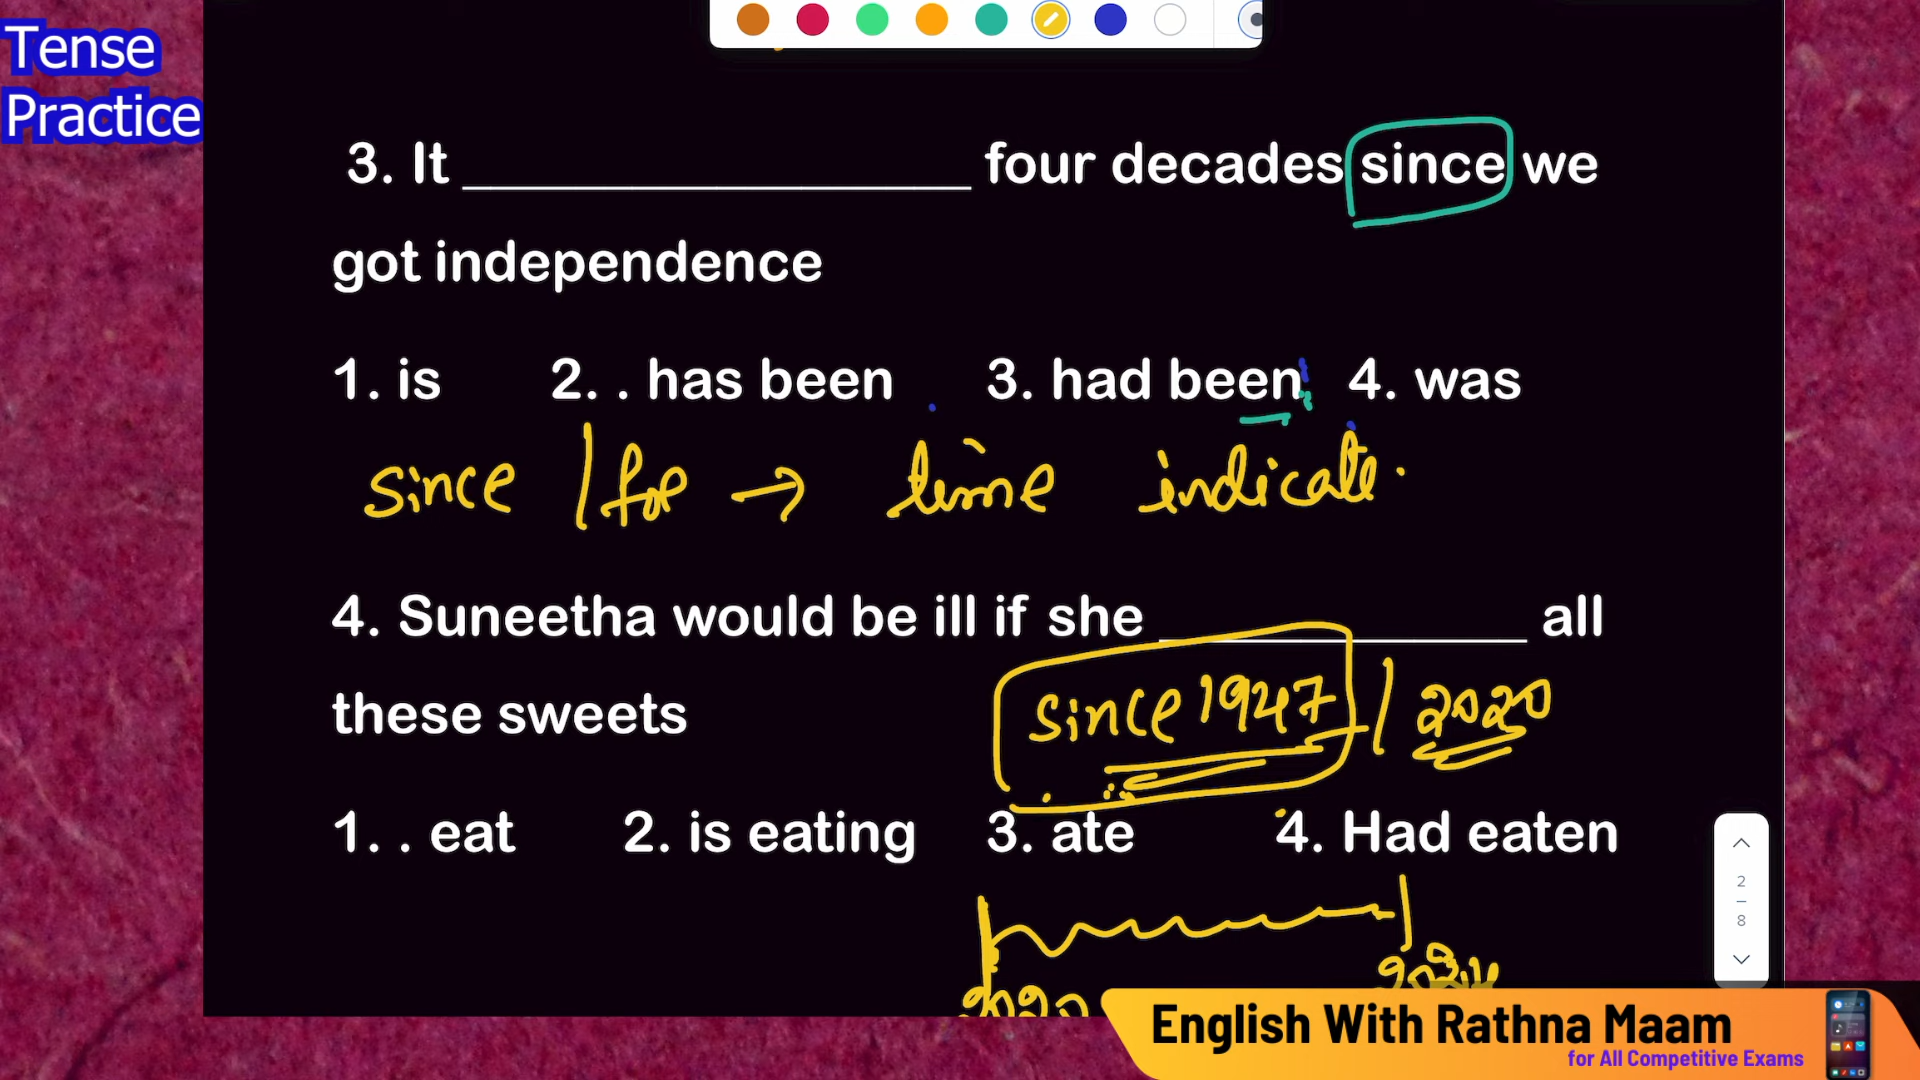 Tense
Practice
3. It ____________________ four decades since we
got independence
1. is 2. . has been 3. had been 4. was
since / for → time indicate.
4. Suneetha would be ill if she ______________ all
these sweets
since 1947 / 2020
1. . eat 2. is eating 3. ate 4. Had eaten
2020
2
8
English With Rathna Maam
for All Competitive Exams